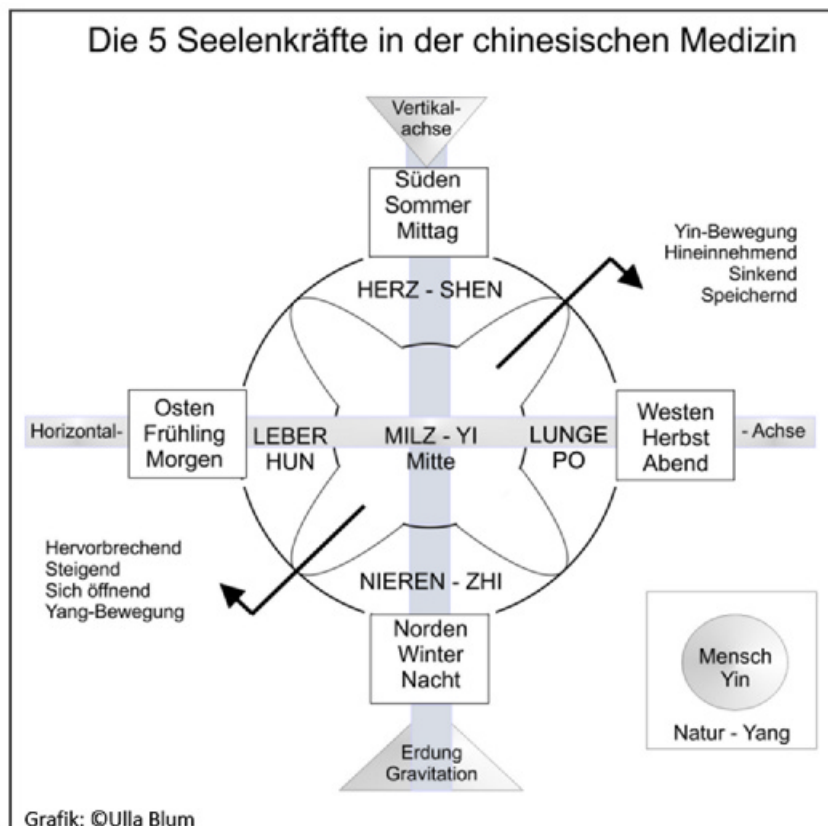 Die 5 Seelenkräfte in der chinesischen Medizin
Vertikal-
achse
Süden
Sommer
Mittag
Yin-Bewegung
Hineinnehmend
Sinkend
Speichernd
HERZ - SHEN
Horizontal-
Osten
Frühling
Morgen
LEBER
HUN
MILZ - YI
Mitte
LUNGE
PO
Westen
Herbst
Abend
- Achse
Hervorbrechend
Steigend
Sich öffnend
Yang-Bewegung
NIEREN - ZHI
Norden
Winter
Nacht
Erdung
Gravitation
Mensch
Yin
Natur - Yang
Grafik: ©Ulla Blum